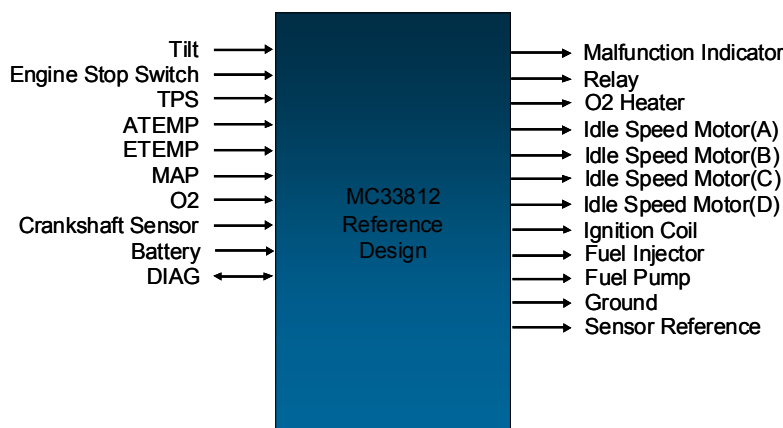 Tilt
Engine Stop Switch
TPS
ATEMP
ETEMP
MAP
O2
Crankshaft Sensor
Battery
DIAG
MC33812
Reference
Design
Malfunction Indicator
Relay
O2 Heater
Idle Speed Motor(A)
Idle Speed Motor(B)
Idle Speed Motor(C)
Idle Speed Motor(D)
Ignition Coil
Fuel Injector
Fuel Pump
Ground
Sensor Reference